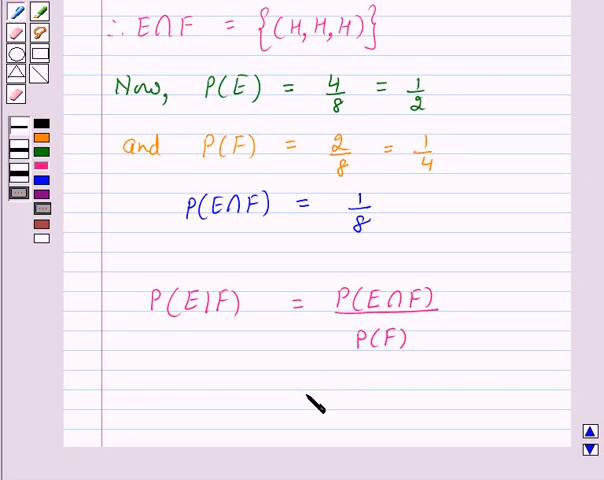 ∴ E∩F = {(H,H,H)}
Now, P(E) = 4/8 = 1/2
and P(F) = 2/8 = 1/4
P(E∩F) = 1/8
P(E|F) = P(E∩F)/P(F)